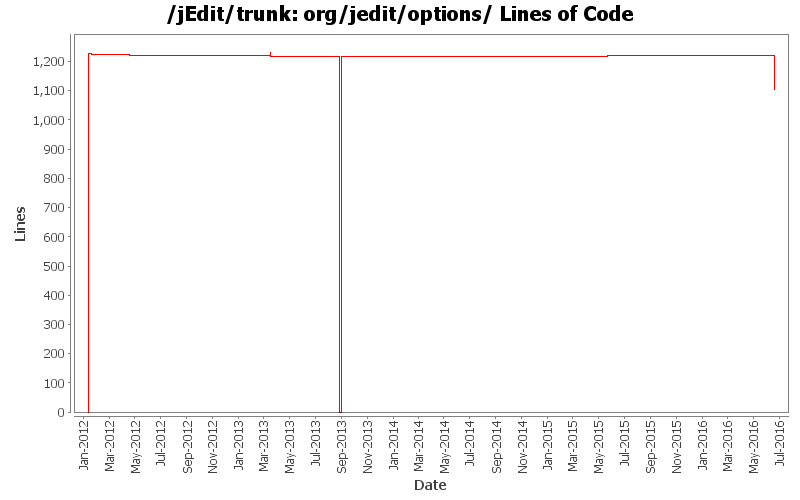 /jEdit/trunk: org/jedit/options/ Lines of Code
Lines
1,200
1,100
1,000
900
800
700
600
500
400
300
200
100
0
Jan-2012
Mar-2012
May-2012
Jul-2012
Sep-2012
Nov-2012
Jan-2013
Mar-2013
May-2013
Jul-2013
Sep-2013
Nov-2013
Jan-2014
Mar-2014
May-2014
Jul-2014
Sep-2014
Nov-2014
Jan-2015
Mar-2015
May-2015
Jul-2015
Sep-2015
Nov-2015
Jan-2016
Mar-2016
May-2016
Jul-2016
Date